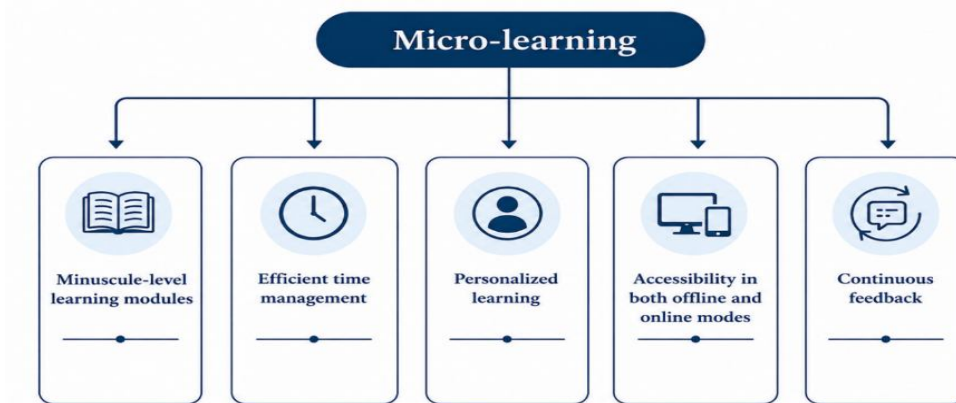 Micro-learning
Minuscule-level
learning modules
Efficient time
management
Personalized
learning
Accessibility in
both offline and
online modes
Continuous
feedback